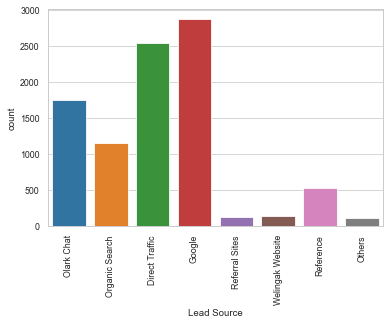 3000
2500
2000
1500
1000
500
0
count
Olark Chat
Organic Search
Direct Traffic
Google
Referral Sites
Welingak Website
Reference
Others
Lead Source